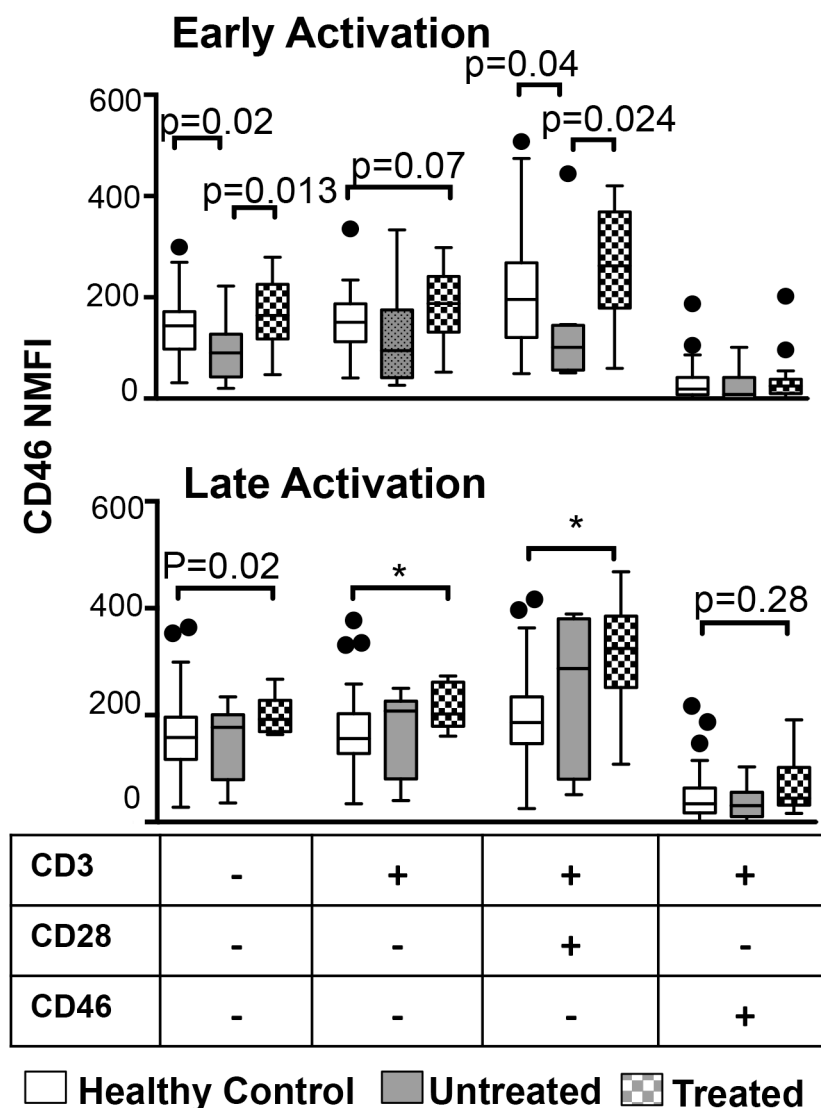 Early Activation
p=0.04
600
p=0.02
p=0.024
p=0.07
400
p=0.013
200
0
CD46 NMFI
Late Activation
600
P=0.02
*
*
400
p=0.28
200
0
CD3 - + + +
CD28 - - + -
CD46 - - - +
Healthy Control Untreated Treated